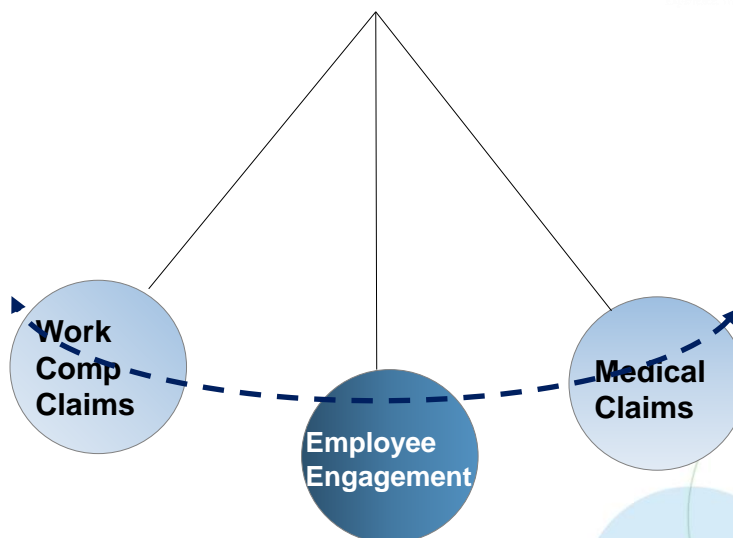 Work
Comp
Claims
Employee
Engagement
Medical
Claims